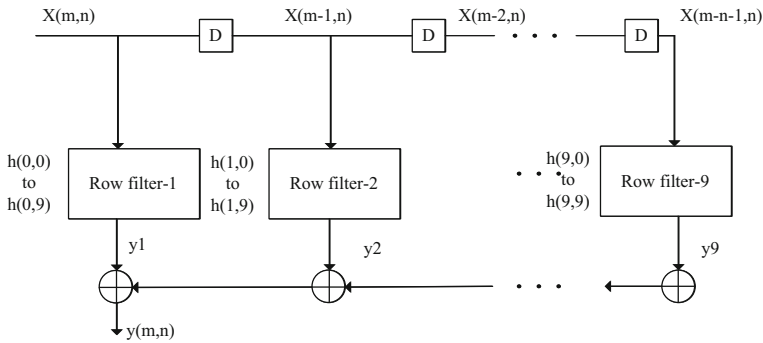 X(m,n)
X(m-1,n)
X(m-2,n)
X(m-n-1,n)
D
D
D
h(0,0)
to
h(0,9)
Row filter-1
h(1,0)
to
h(1,9)
Row filter-2
h(9,0)
to
h(9,9)
Row filter-9
y1
y2
y9
y(m,n)